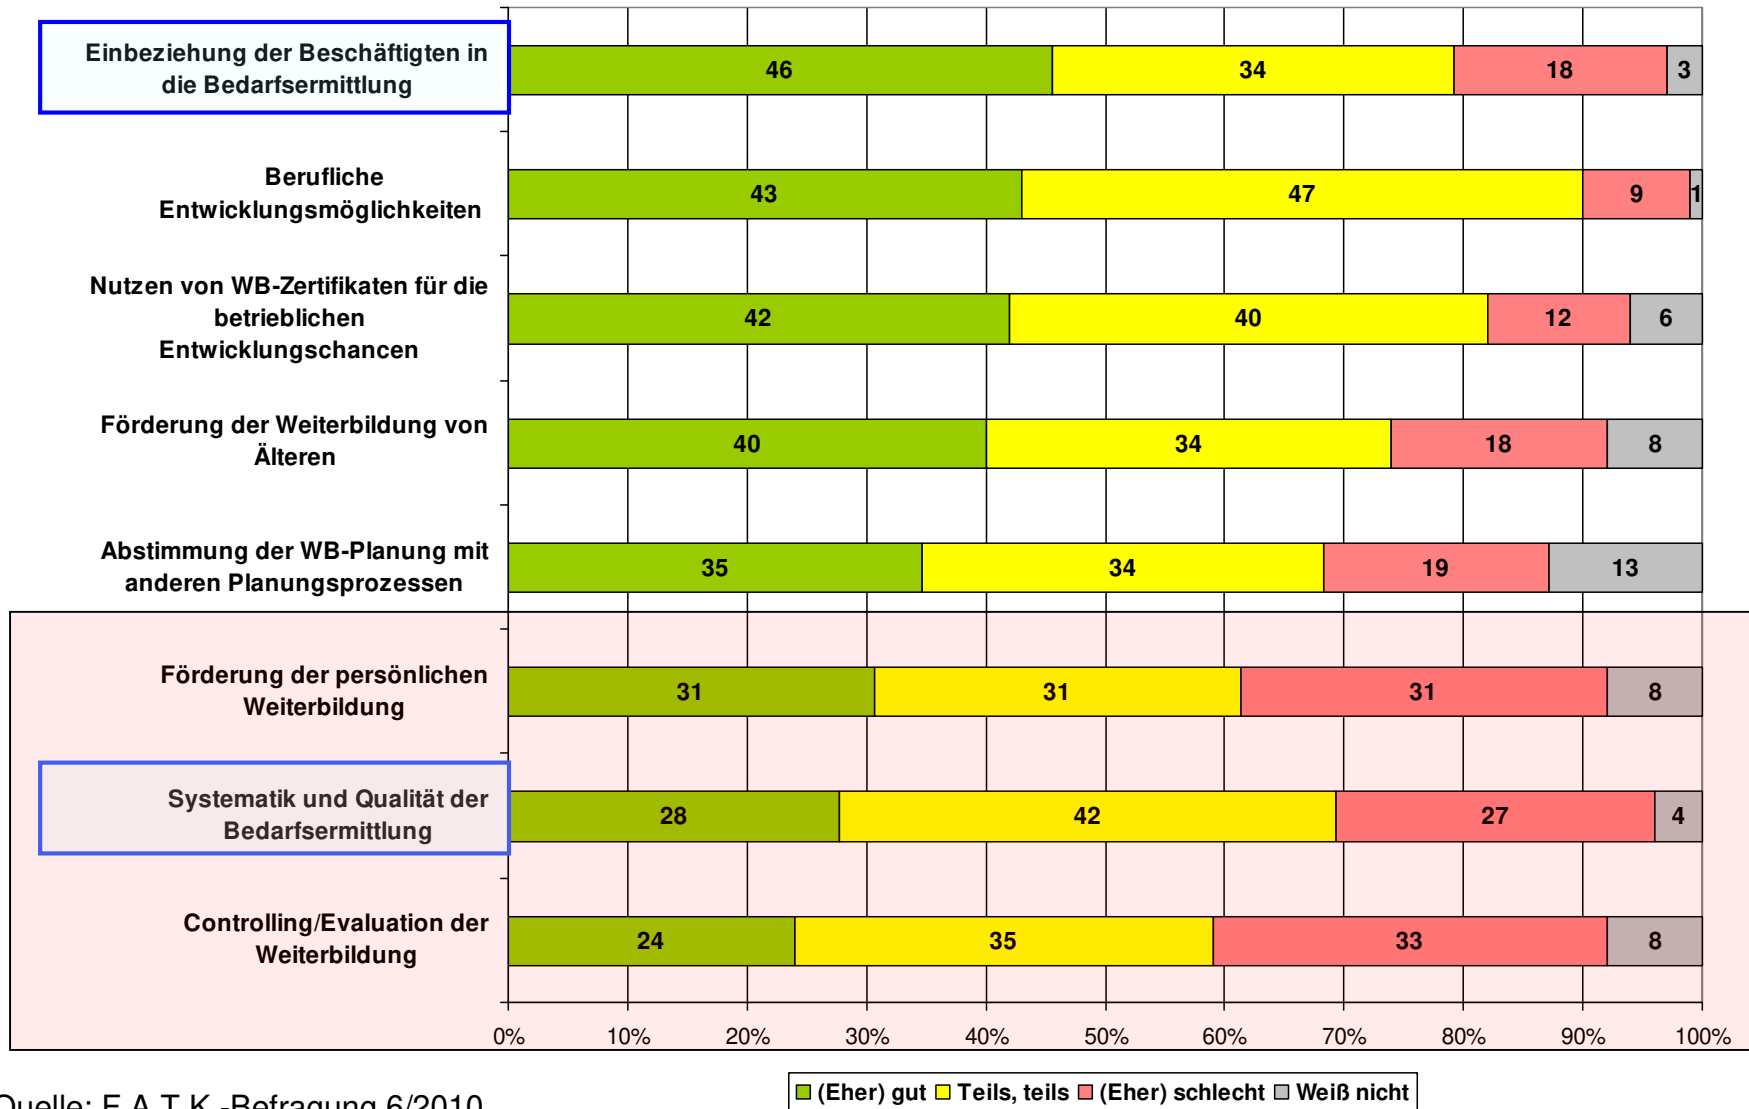 Einbeziehung der Beschäftigten in
die Bedarfsermittlung
46 34 18 3
Berufliche
Entwicklungsmöglichkeiten
43 47 9 1
Nutzen von WB-Zertifikaten für die
betrieblichen
Entwicklungschancen
42 40 12 6
Förderung der Weiterbildung von
Älteren
40 34 18 8
Abstimmung der WB-Planung mit
anderen Planungsprozessen
35 34 19 13
Förderung der persönlichen
Weiterbildung
31 31 31 8
Systematik und Qualität der
Bedarfsermittlung
28 42 27 4
Controlling/Evaluation der
Weiterbildung
24 35 33 8
0% 10% 20% 30% 40% 50% 60% 70% 80% 90% 100%
(Eher) gut Teils, teils (Eher) schlecht Weiß nicht
Quelle: F.A.T.K.-Befragung 6/2010